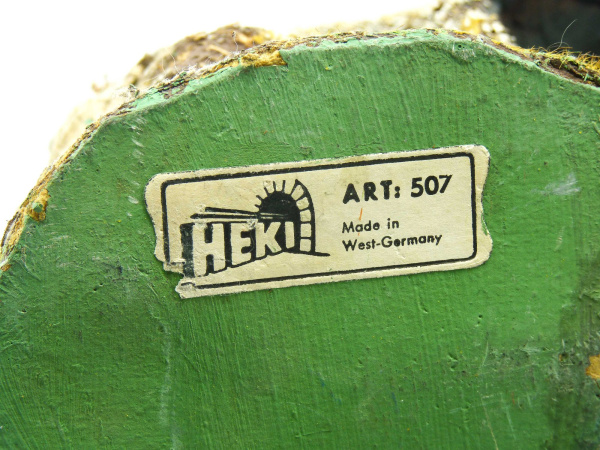 HEKI
ART: 507
Made in
West-Germany